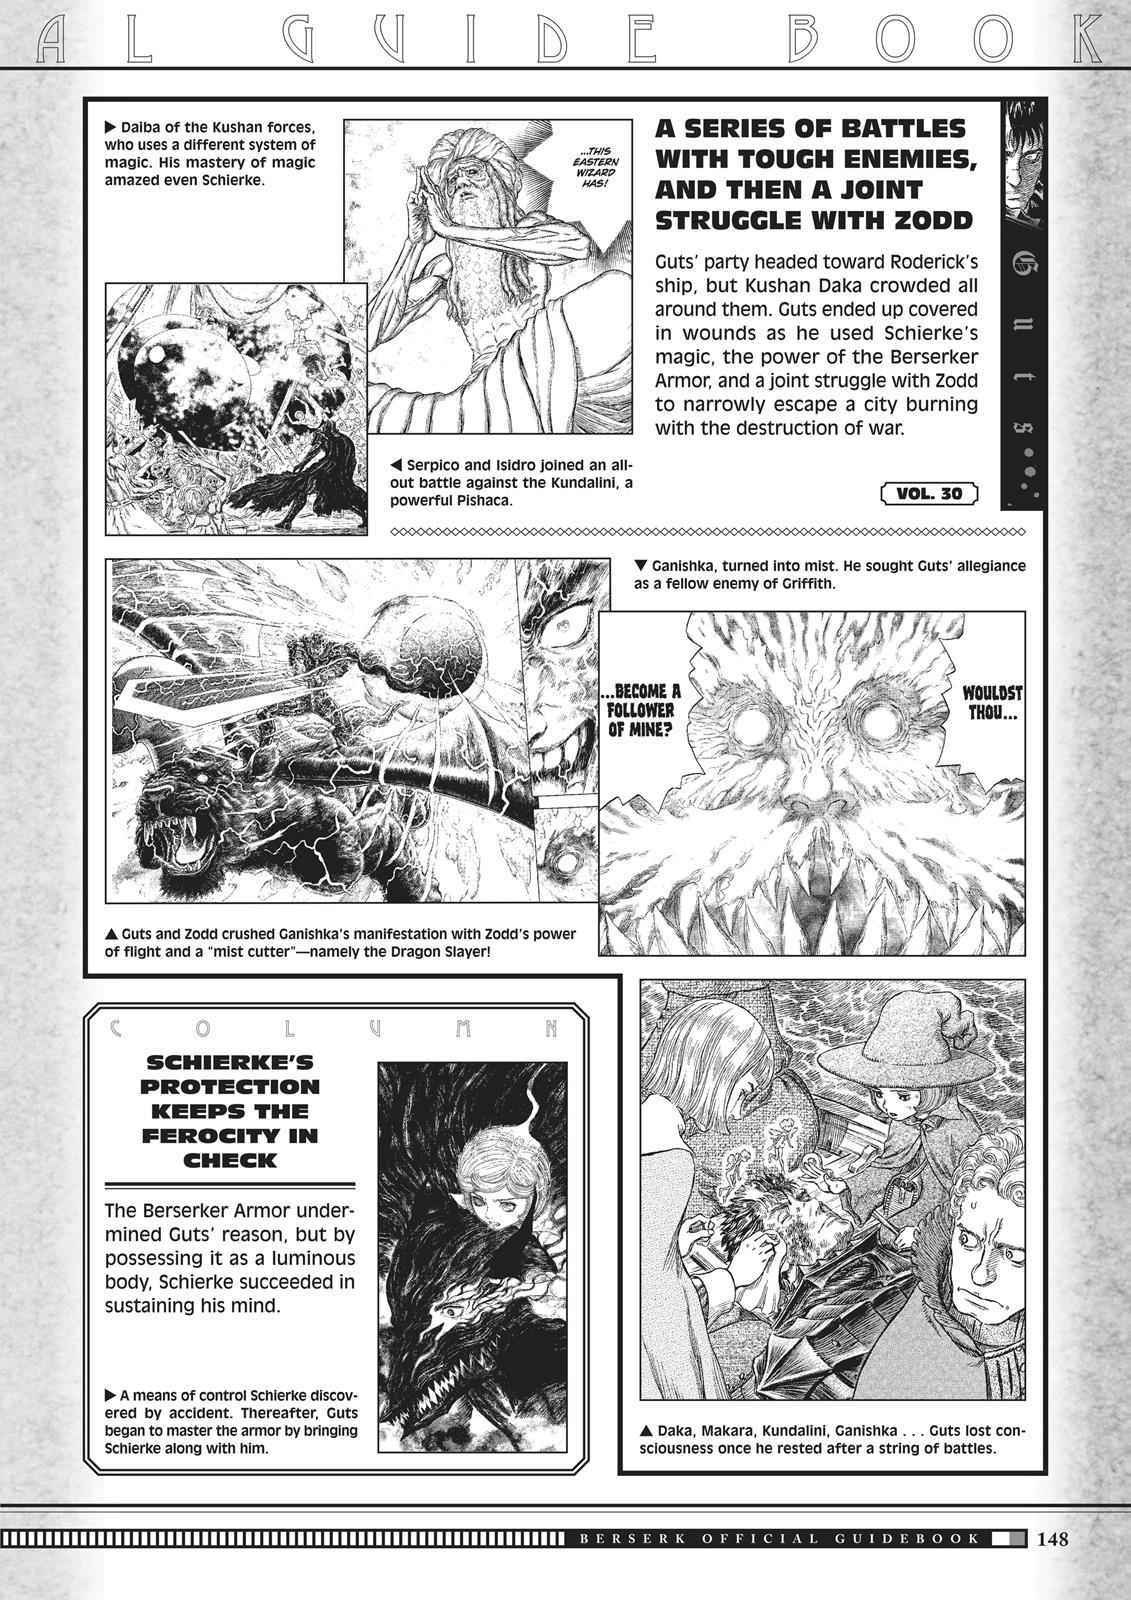 AL GUIDE BOOK
▶ Daiba of the Kushan forces,
who uses a different system of
magic. His mastery of magic
amazed even Schierke.
...THIS
EASTERN
WIZARD
HAS!
A SERIES OF BATTLES
WITH TOUGH ENEMIES,
AND THEN A JOINT
STRUGGLE WITH ZODD
Guts’ party headed toward Roderick’s
ship, but Kushan Daka crowded all
around them. Guts ended up covered
in wounds as he used Schierke’s
magic, the power of the Berserker
Armor, and a joint struggle with Zodd
to narrowly escape a city burning
with the destruction of war.
VOL. 30
Guts
◀ Serpico and Isidro joined an all-
out battle against the Kundalini, a
powerful Pishaca.
▼ Ganishka, turned into mist. He sought Guts’ allegiance
as a fellow enemy of Griffith.
WOULDST
THOU...
...BECOME A
FOLLOWER
OF MINE?
▲ Guts and Zodd crushed Ganishka’s manifestation with Zodd’s power
of flight and a “mist cutter”—namely the Dragon Slayer!
COLUMN
SCHIERKE’S
PROTECTION
KEEPS THE
FEROCITY IN
CHECK
The Berserker Armor under-
mined Guts’ reason, but by
possessing it as a luminous
body, Schierke succeeded in
sustaining his mind.
▶ A means of control Schierke discov-
ered by accident. Thereafter, Guts
began to master the armor by bringing
Schierke along with him.
▲ Daka, Makara, Kundalini, Ganishka . . . Guts lost con-
sciousness once he rested after a string of battles.
BERSERK OFFICIAL GUIDEBOOK
148